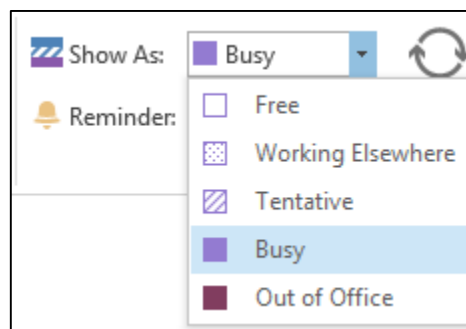 Show As: Busy
Reminder:
Free
Working Elsewhere
Tentative
Busy
Out of Office